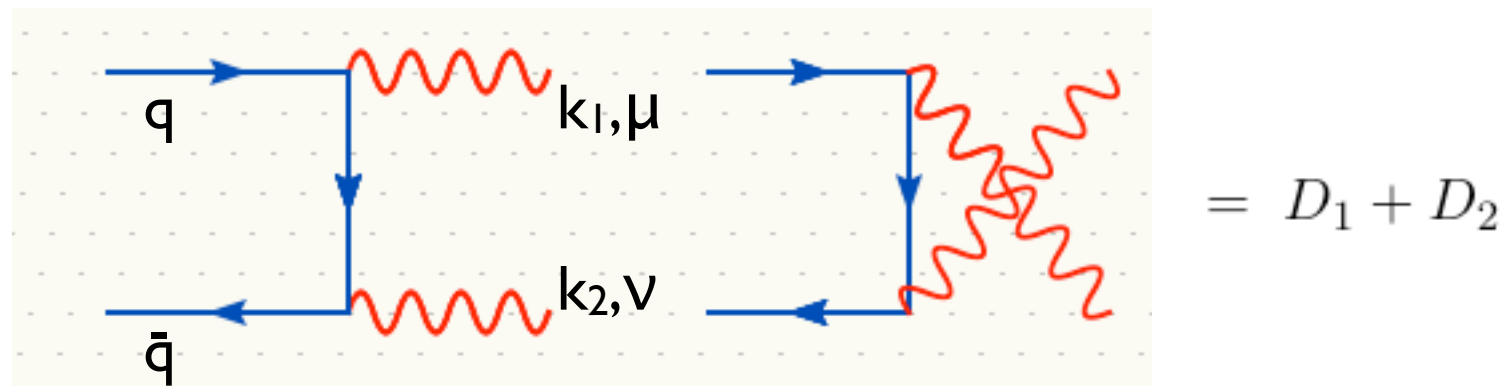 q
k₁,μ
= D₁ + D₂
k₂,ν
q̄